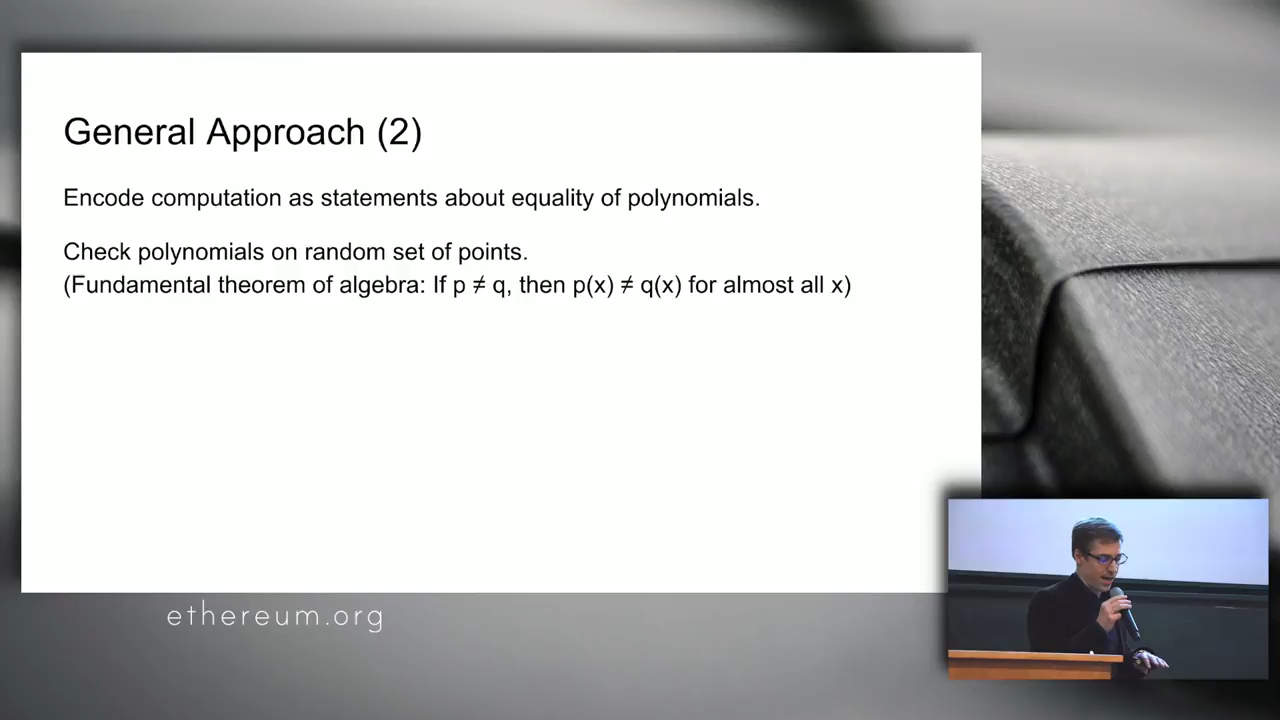 General Approach (2)
Encode computation as statements about equality of polynomials.
Check polynomials on random set of points.
(Fundamental theorem of algebra: If p ≠ q, then p(x) ≠ q(x) for almost all x)
ethereum.org